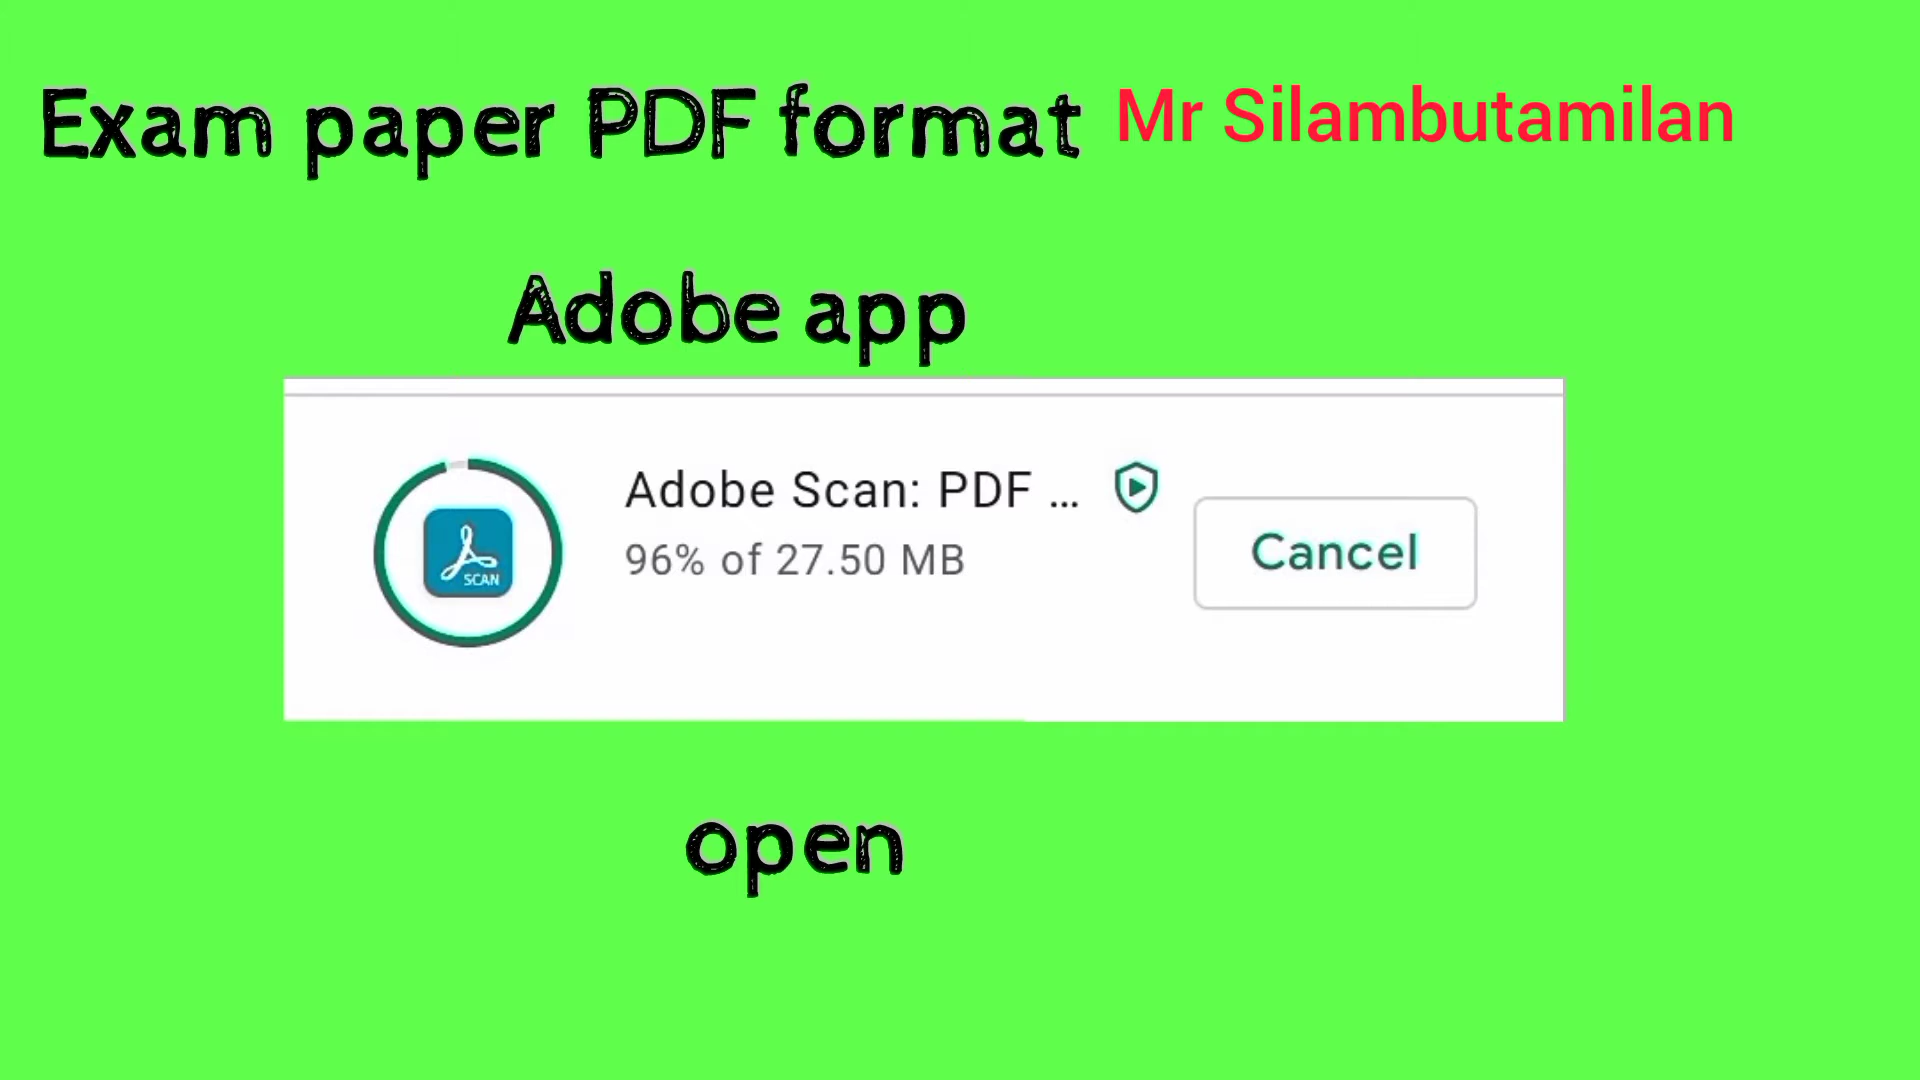 Exam paper PDF format Mr Silambutamilan
Adobe app
Adobe Scan: PDF ...
96% of 27.50 MB
Cancel
SCAN
open